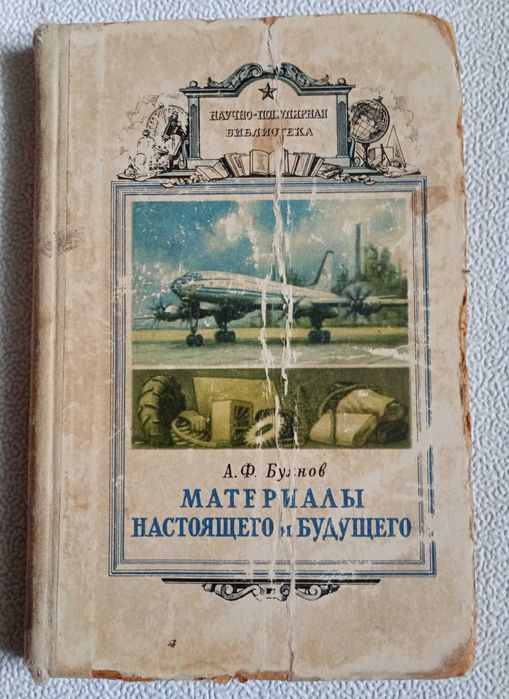 НАУЧНО-ПОПУЛЯРНАЯ
БИБЛИОТЕКА
А.Ф. Буянов
МАТЕРИАЛЫ
НАСТОЯЩЕГО и БУДУЩЕГО